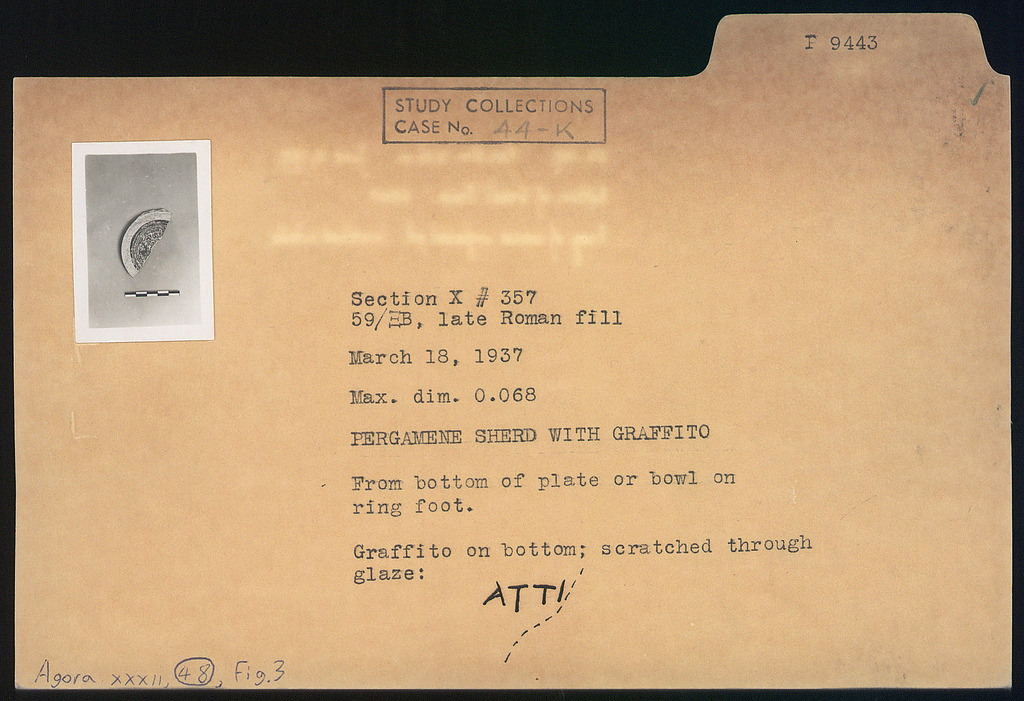 P 9443
STUDY COLLECTIONS
CASE No. 44-K
Section X # 357
59/ΞB, late Roman fill
March 18, 1937
Max. dim. 0.068
PERGAMENE SHERD WITH GRAFFITO
From bottom of plate or bowl on
ring foot.
Graffito on bottom; scratched through
glaze:
ATTI
Agora XXXII, 48, Fig.3